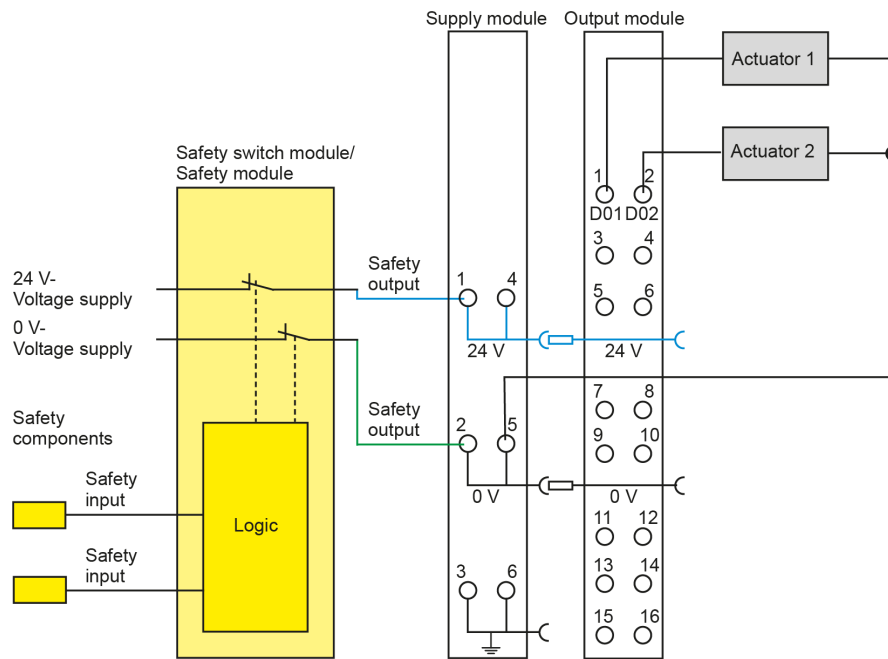 Supply module
Output module
Actuator 1
Actuator 2
Safety switch module/
Safety module
1
2
D01
D02
3
4
24 V-
Voltage supply
Safety
output
1
4
5
6
0 V-
Voltage supply
24 V
24 V
Safety
components
Safety
output
2
5
7
8
9
10
Safety
input
0 V
0 V
Logic
11
12
Safety
input
3
6
13
14
15
16